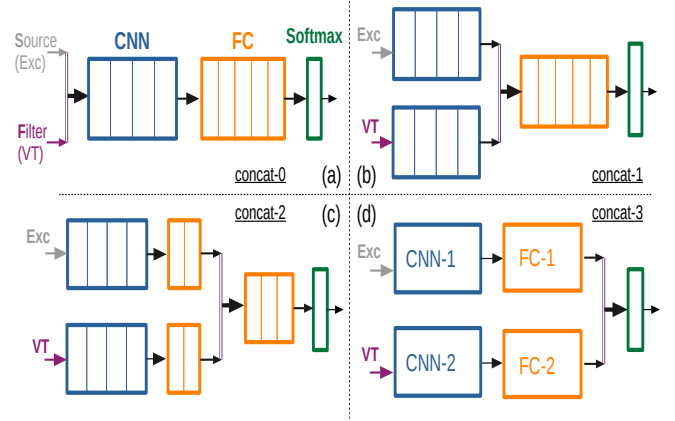 Source
(Exc)
CNN
FC
Softmax
Filter
(VT)
concat-0
(a)
Exc
VT
(b)
concat-1
concat-2
(c)
Exc
VT
(d)
concat-3
Exc
CNN-1
FC-1
VT
CNN-2
FC-2